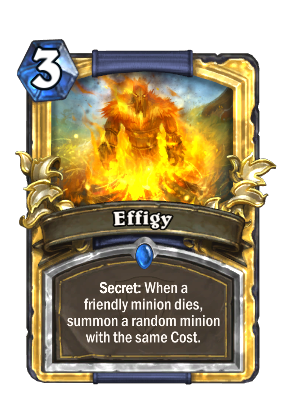 3
Effigy
Secret: When a
friendly minion dies,
summon a random minion
with the same Cost.